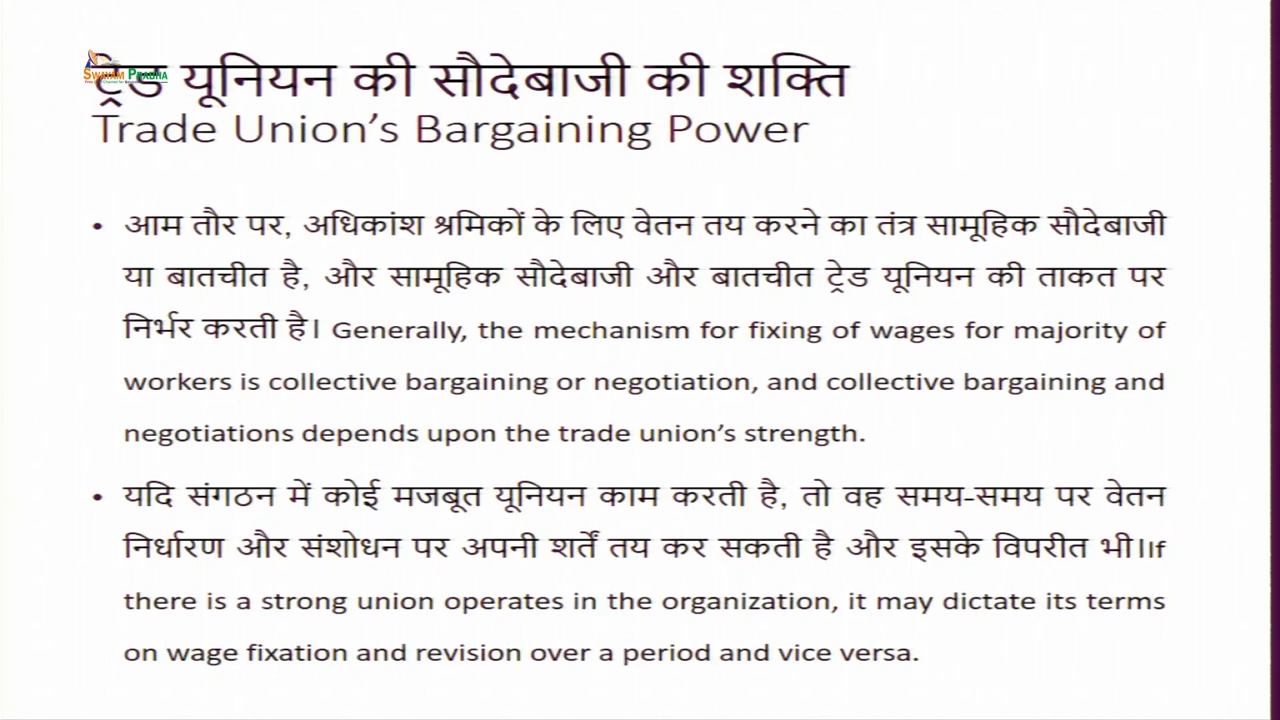 SWAYAM PRABHA
ट्रेड यूनियन की सौदेबाजी की शक्ति
Trade Union's Bargaining Power
• आम तौर पर, अधिकांश श्रमिकों के लिए वेतन तय करने का तंत्र सामूहिक सौदेबाजी
या बातचीत है, और सामूहिक सौदेबाजी और बातचीत ट्रेड यूनियन की ताकत पर
निर्भर करती है। Generally, the mechanism for fixing of wages for majority of
workers is collective bargaining or negotiation, and collective bargaining and
negotiations depends upon the trade union's strength.
• यदि संगठन में कोई मजबूत यूनियन काम करती है, तो वह समय-समय पर वेतन
निर्धारण और संशोधन पर अपनी शर्तें तय कर सकती है और इसके विपरीत भी।If
there is a strong union operates in the organization, it may dictate its terms
on wage fixation and revision over a period and vice versa.